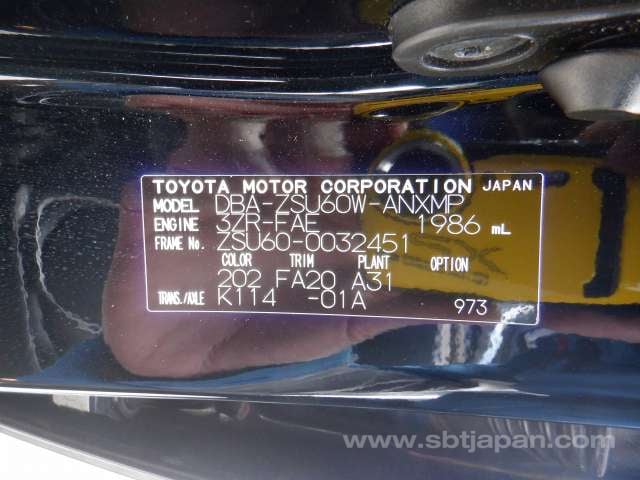 TOYOTA MOTOR CORPORATION JAPAN
MODEL DBA-ZSU60W-ANXMP
ENGINE 3ZR-FAE 1986 mL
FRAME No. ZSU60-0032451
COLOR TRIM PLANT OPTION
202 FA20 A31
TRANS./AXLE K114 -01A 973
www.sbtjapan.com